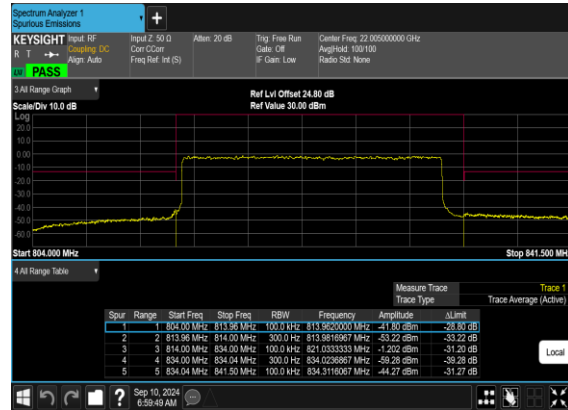 Spectrum Analyzer 1
Spurious Emissions
+
KEYSIGHT Input: RF Input Z: 50 Ω Atten: 20 dB Trig: Free Run Center Freq: 22.005000000 GHz
R T Coupling: DC Corr CCorr Gate: Off Avg|Hold: 100/100
Align: Auto Freq Ref: Int (S) IF Gain: Low Radio Std: None
PASS
3 All Range Graph Ref Lvl Offset 24.80 dB
Scale/Div 10.0 dB Ref Value 30.00 dBm
Log
20.0
10.0
0.00
-10.0
-20.0
-30.0
-40.0
-50.0
-60.0
Start 804.000 MHz Stop 841.500 MHz
4 All Range Table
Measure Trace Trace 1
Trace Type Trace Average (Active)
Spur Range Start Freq Stop Freq RBW Frequency Amplitude ΔLimit
1 1 804.00 MHz 813.96 MHz 100.0 kHz 813.9620000 MHz -41.80 dBm -28.80 dB
2 2 813.96 MHz 814.00 MHz 300.0 Hz 813.9816967 MHz -53.22 dBm -33.22 dB
3 3 814.00 MHz 834.00 MHz 100.0 kHz 821.0333333 MHz -1.202 dBm -31.20 dB
4 4 834.00 MHz 834.04 MHz 300.0 Hz 834.0236867 MHz -59.28 dBm -39.28 dB
5 5 834.04 MHz 841.50 MHz 100.0 kHz 834.3116067 MHz -44.27 dBm -31.27 dB
Local
? Sep 10, 2024
6:59:49 AM